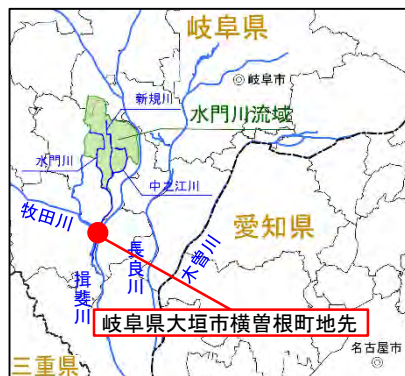 岐阜県
岐阜市
新規川
水門川流域
水門川
中之江川
牧田川
愛知県
長良川
木曽川
揖斐川
岐阜県大垣市横曽根町地先
三重県
名古屋市